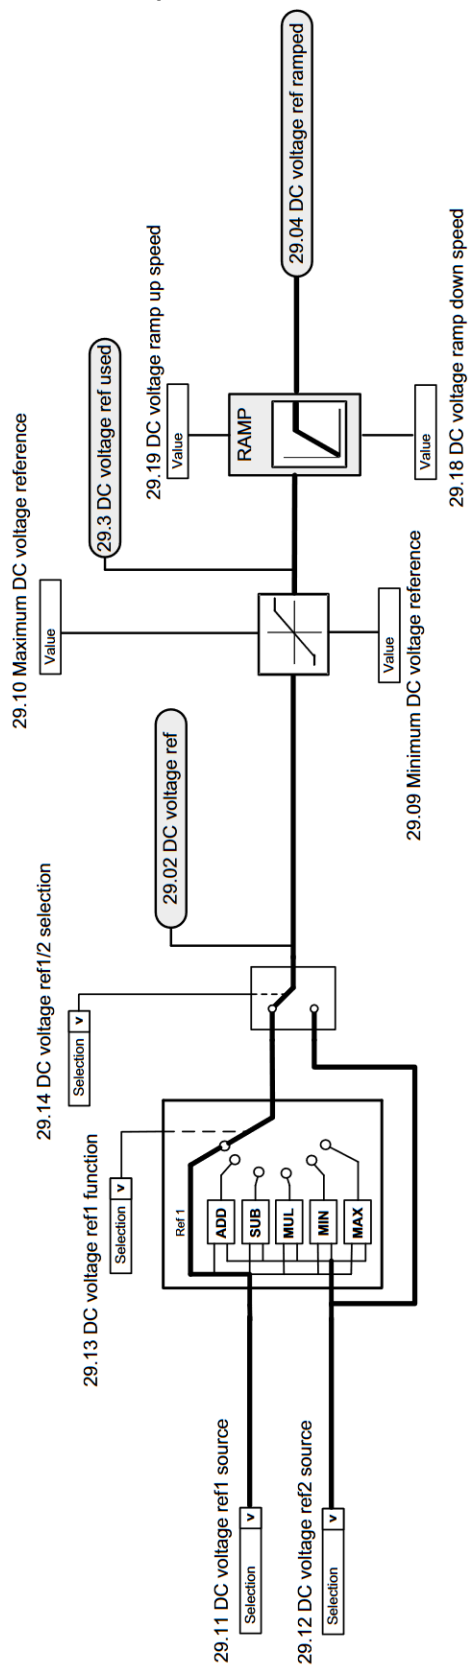 29.11 DC voltage ref1 source
Selection
v
29.12 DC voltage ref2 source
Selection
v
29.13 DC voltage ref1 function
Selection
v
Ref 1
ADD
SUB
MUL
MIN
MAX
29.14 DC voltage ref1/2 selection
Selection
v
29.02 DC voltage ref
29.10 Maximum DC voltage reference
Value
29.09 Minimum DC voltage reference
Value
29.3 DC voltage ref used
29.19 DC voltage ramp up speed
Value
RAMP
29.18 DC voltage ramp down speed
Value
29.04 DC voltage ref ramped